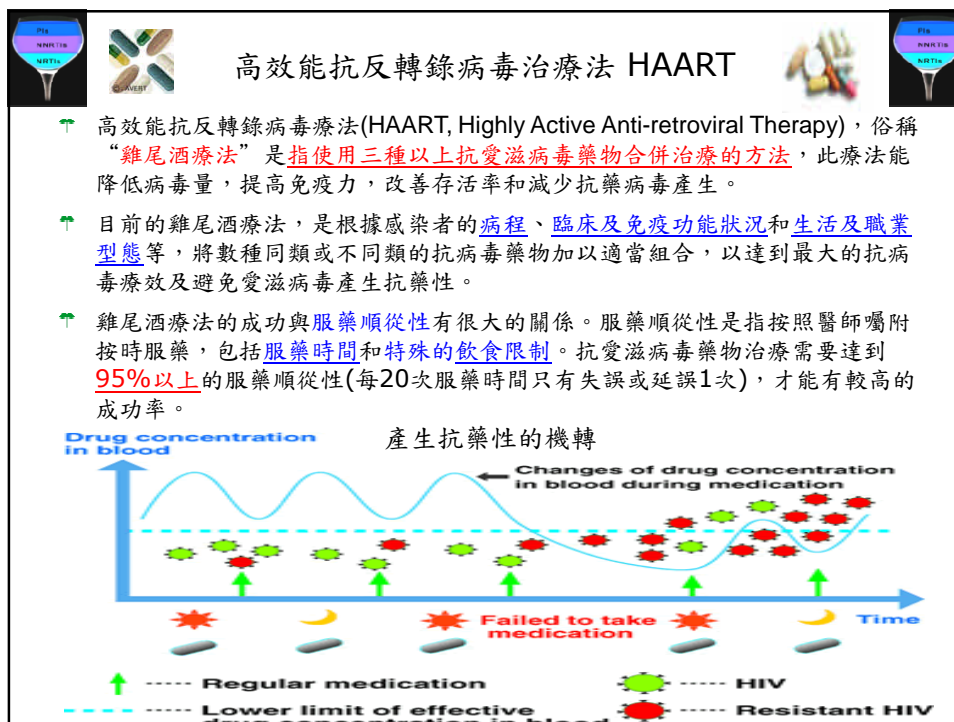 PIs
NNRTIs
NRTIs
© AVERT
高效能抗反轉錄病毒治療法 HAART
PIs
NNRTIs
NRTIs
高效能抗反轉錄病毒療法(HAART, Highly Active Anti-retroviral Therapy)，俗稱
“雞尾酒療法”是指使用三種以上抗愛滋病毒藥物合併治療的方法，此療法能
降低病毒量，提高免疫力，改善存活率和減少抗藥病毒產生。
目前的雞尾酒療法，是根據感染者的病程、臨床及免疫功能狀況和生活及職業
型態等，將數種同類或不同類的抗病毒藥物加以適當組合，以達到最大的抗病
毒療效及避免愛滋病毒產生抗藥性。
雞尾酒療法的成功與服藥順從性有很大的關係。服藥順從性是指按照醫師囑附
按時服藥，包括服藥時間和特殊的飲食限制。抗愛滋病毒藥物治療需要達到
95%以上的服藥順從性(每20次服藥時間只有失誤或延誤1次)，才能有較高的
成功率。
產生抗藥性的機轉
Drug concentration
in blood
Changes of drug concentration
in blood during medication
Failed to take
medication
Time
Regular medication
HIV
Lower limit of effective
drug concentration in blood
Resistant HIV